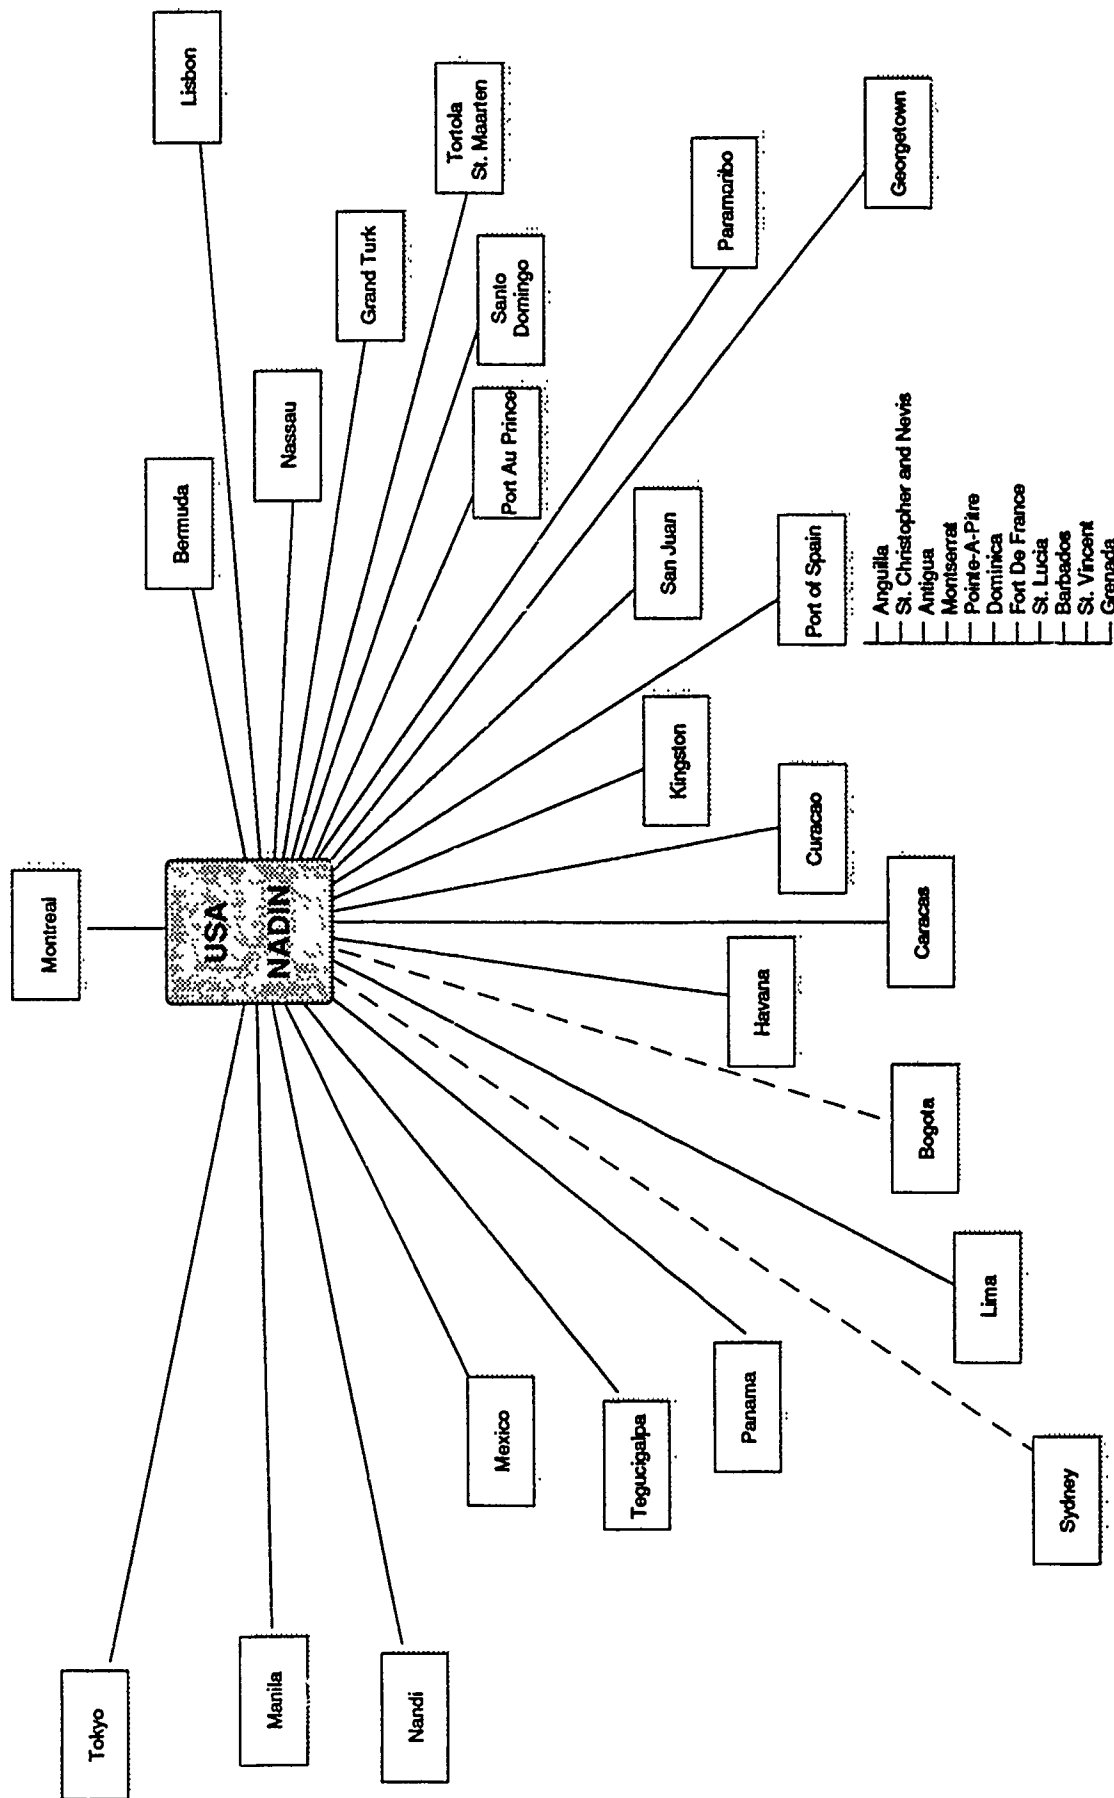 Montreal
USA
NADIN
Tokyo
Manila
Nandi
Mexico
Tegucigalpa
Panama
Sydney
Lima
Bogota
Havana
Caracas
Curacao
Kingston
Port of Spain
Anguilla
St. Christopher and Nevis
Antigua
Montserrat
Pointe-A-Pitre
Dominica
Fort De France
St. Lucia
Barbados
St. Vincent
Grenada
San Juan
Georgetown
Paramaribo
Port Au Prince
Santo
Domingo
Tortola
St. Maarten
Grand Turk
Nassau
Bermuda
Lisbon